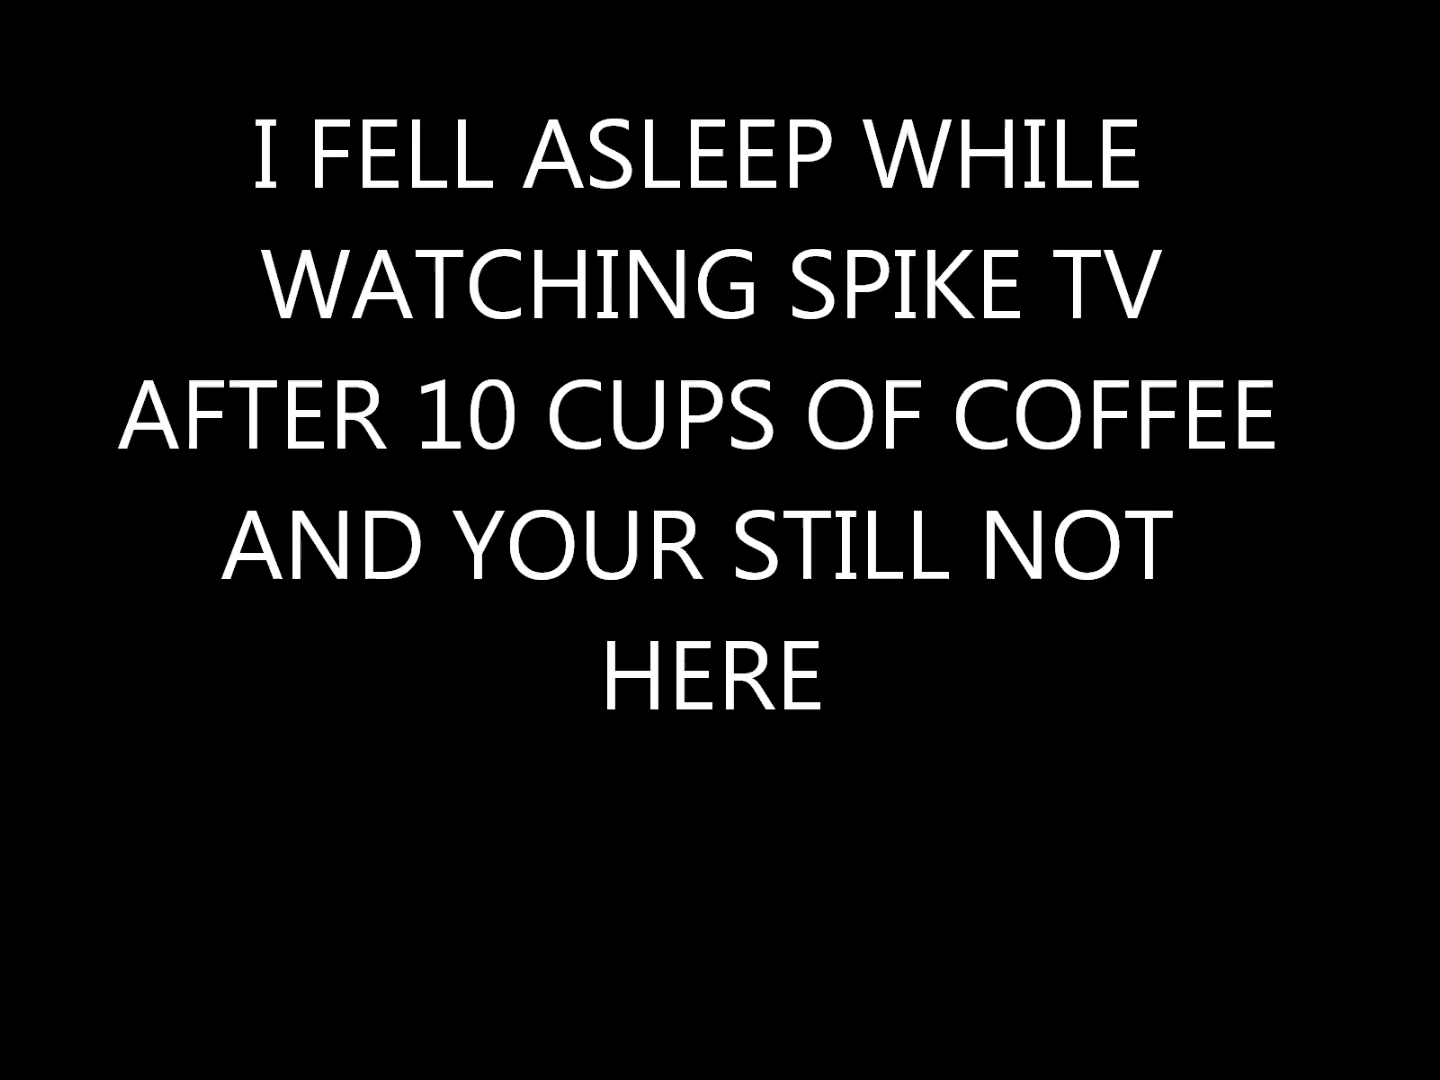 I FELL ASLEEP WHILE
WATCHING SPIKE TV
AFTER 10 CUPS OF COFFEE
AND YOUR STILL NOT
HERE